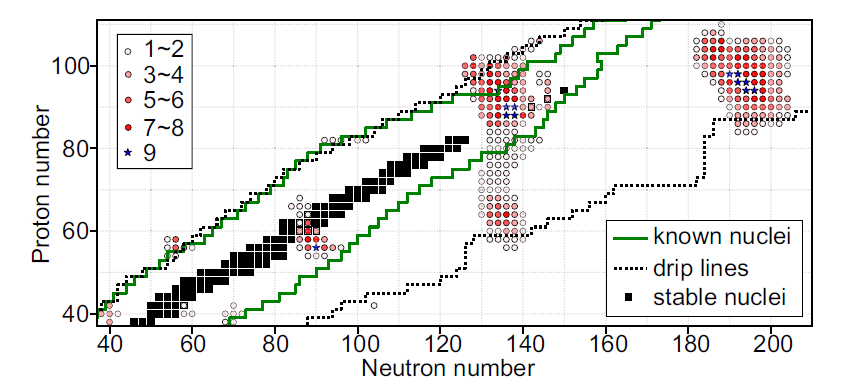 1~2
3~4
5~6
7~8
9
100
80
60
40
Proton number
known nuclei
drip lines
stable nuclei
40 60 80 100 120 140 160 180 200
Neutron number